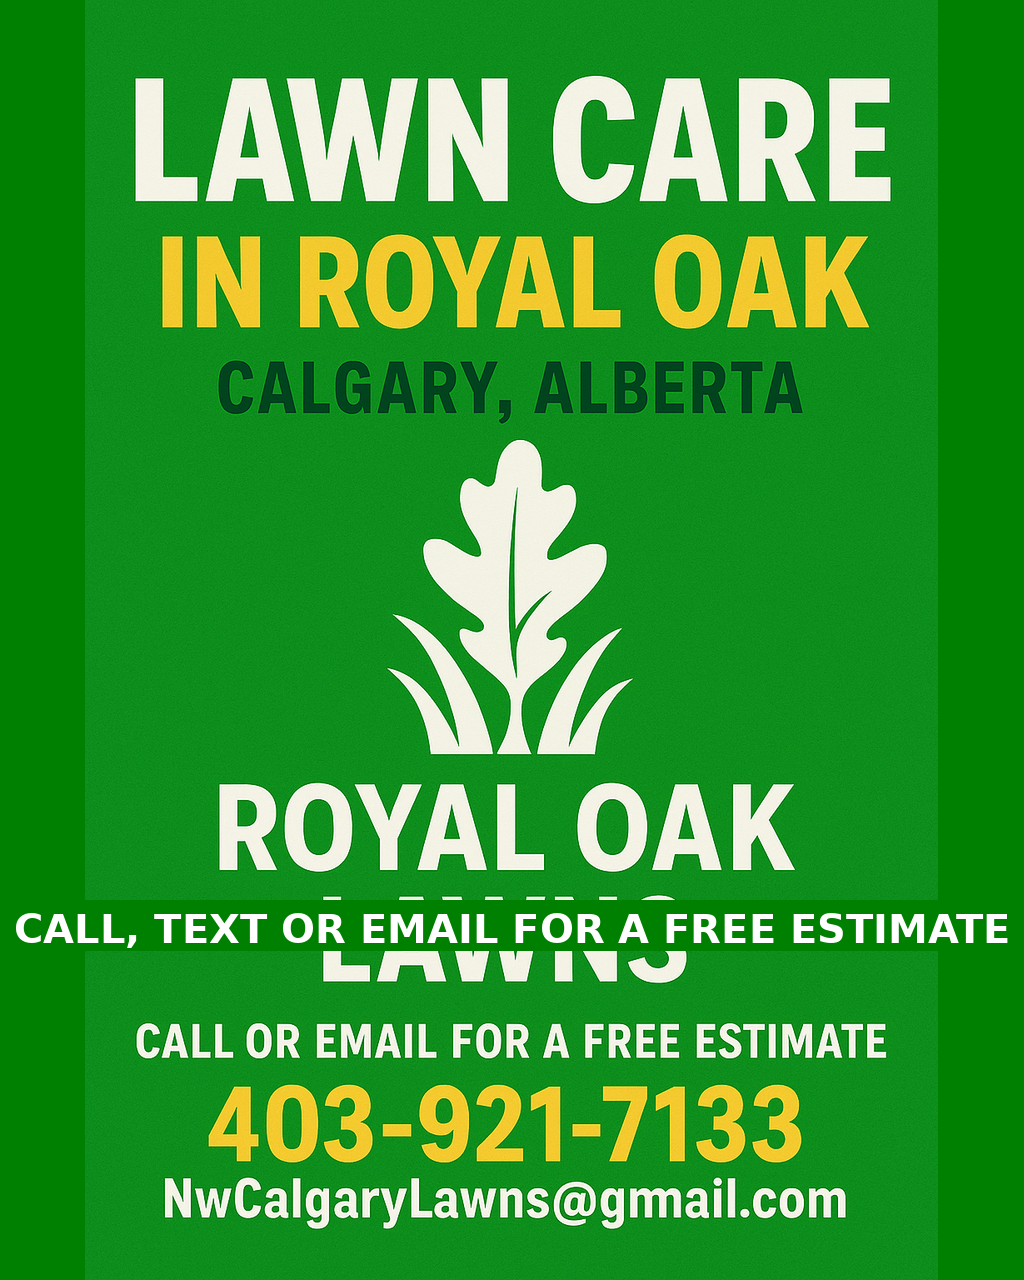 LAWN CARE
IN ROYAL OAK
CALGARY, ALBERTA
ROYAL OAK
LAWNS
CALL, TEXT OR EMAIL FOR A FREE ESTIMATE
CALL OR EMAIL FOR A FREE ESTIMATE
403-921-7133
NwCalgaryLawns@gmail.com